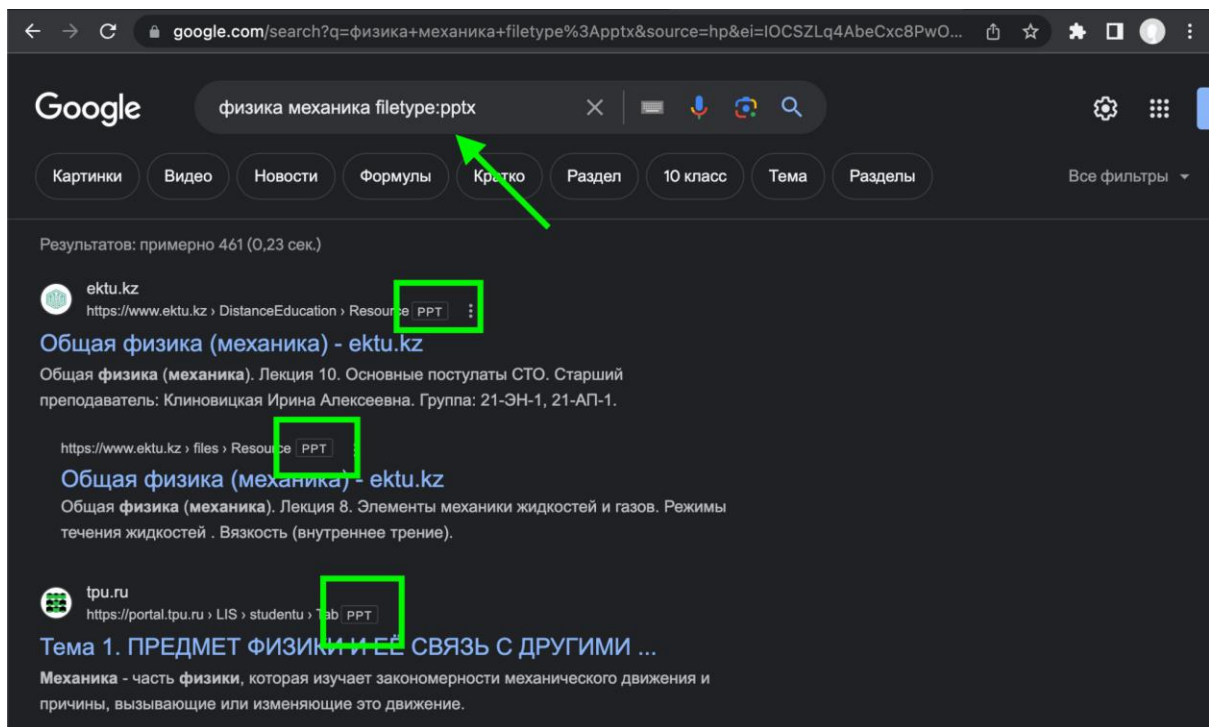 google.com/search?q=физика+механика+filetype%3Apptx&source=hp&ei=IOCSZLq4AbeCxc8PwO...
Google физика механика filetype:pptx
Картинки Видео Новости Формулы Кратко Раздел 10 класс Тема Разделы Все фильтры
Результатов: примерно 461 (0,23 сек.)
ektu.kz
https://www.ektu.kz › DistanceEducation › Resource PPT
Общая физика (механика) - ektu.kz
Общая физика (механика). Лекция 10. Основные постулаты СТО. Старший
преподаватель: Клиновицкая Ирина Алексеевна. Группа: 21-ЭН-1, 21-АП-1.
https://www.ektu.kz › files › Resource PPT
Общая физика (механика) - ektu.kz
Общая физика (механика). Лекция 8. Элементы механики жидкостей и газов. Режимы
течения жидкостей . Вязкость (внутреннее трение).
tpu.ru
https://portal.tpu.ru › LIS › studentu › Tab PPT
Тема 1. ПРЕДМЕТ ФИЗИКИ И ЕЁ СВЯЗЬ С ДРУГИМИ ...
Механика - часть физики, которая изучает закономерности механического движения и
причины, вызывающие или изменяющие это движение.